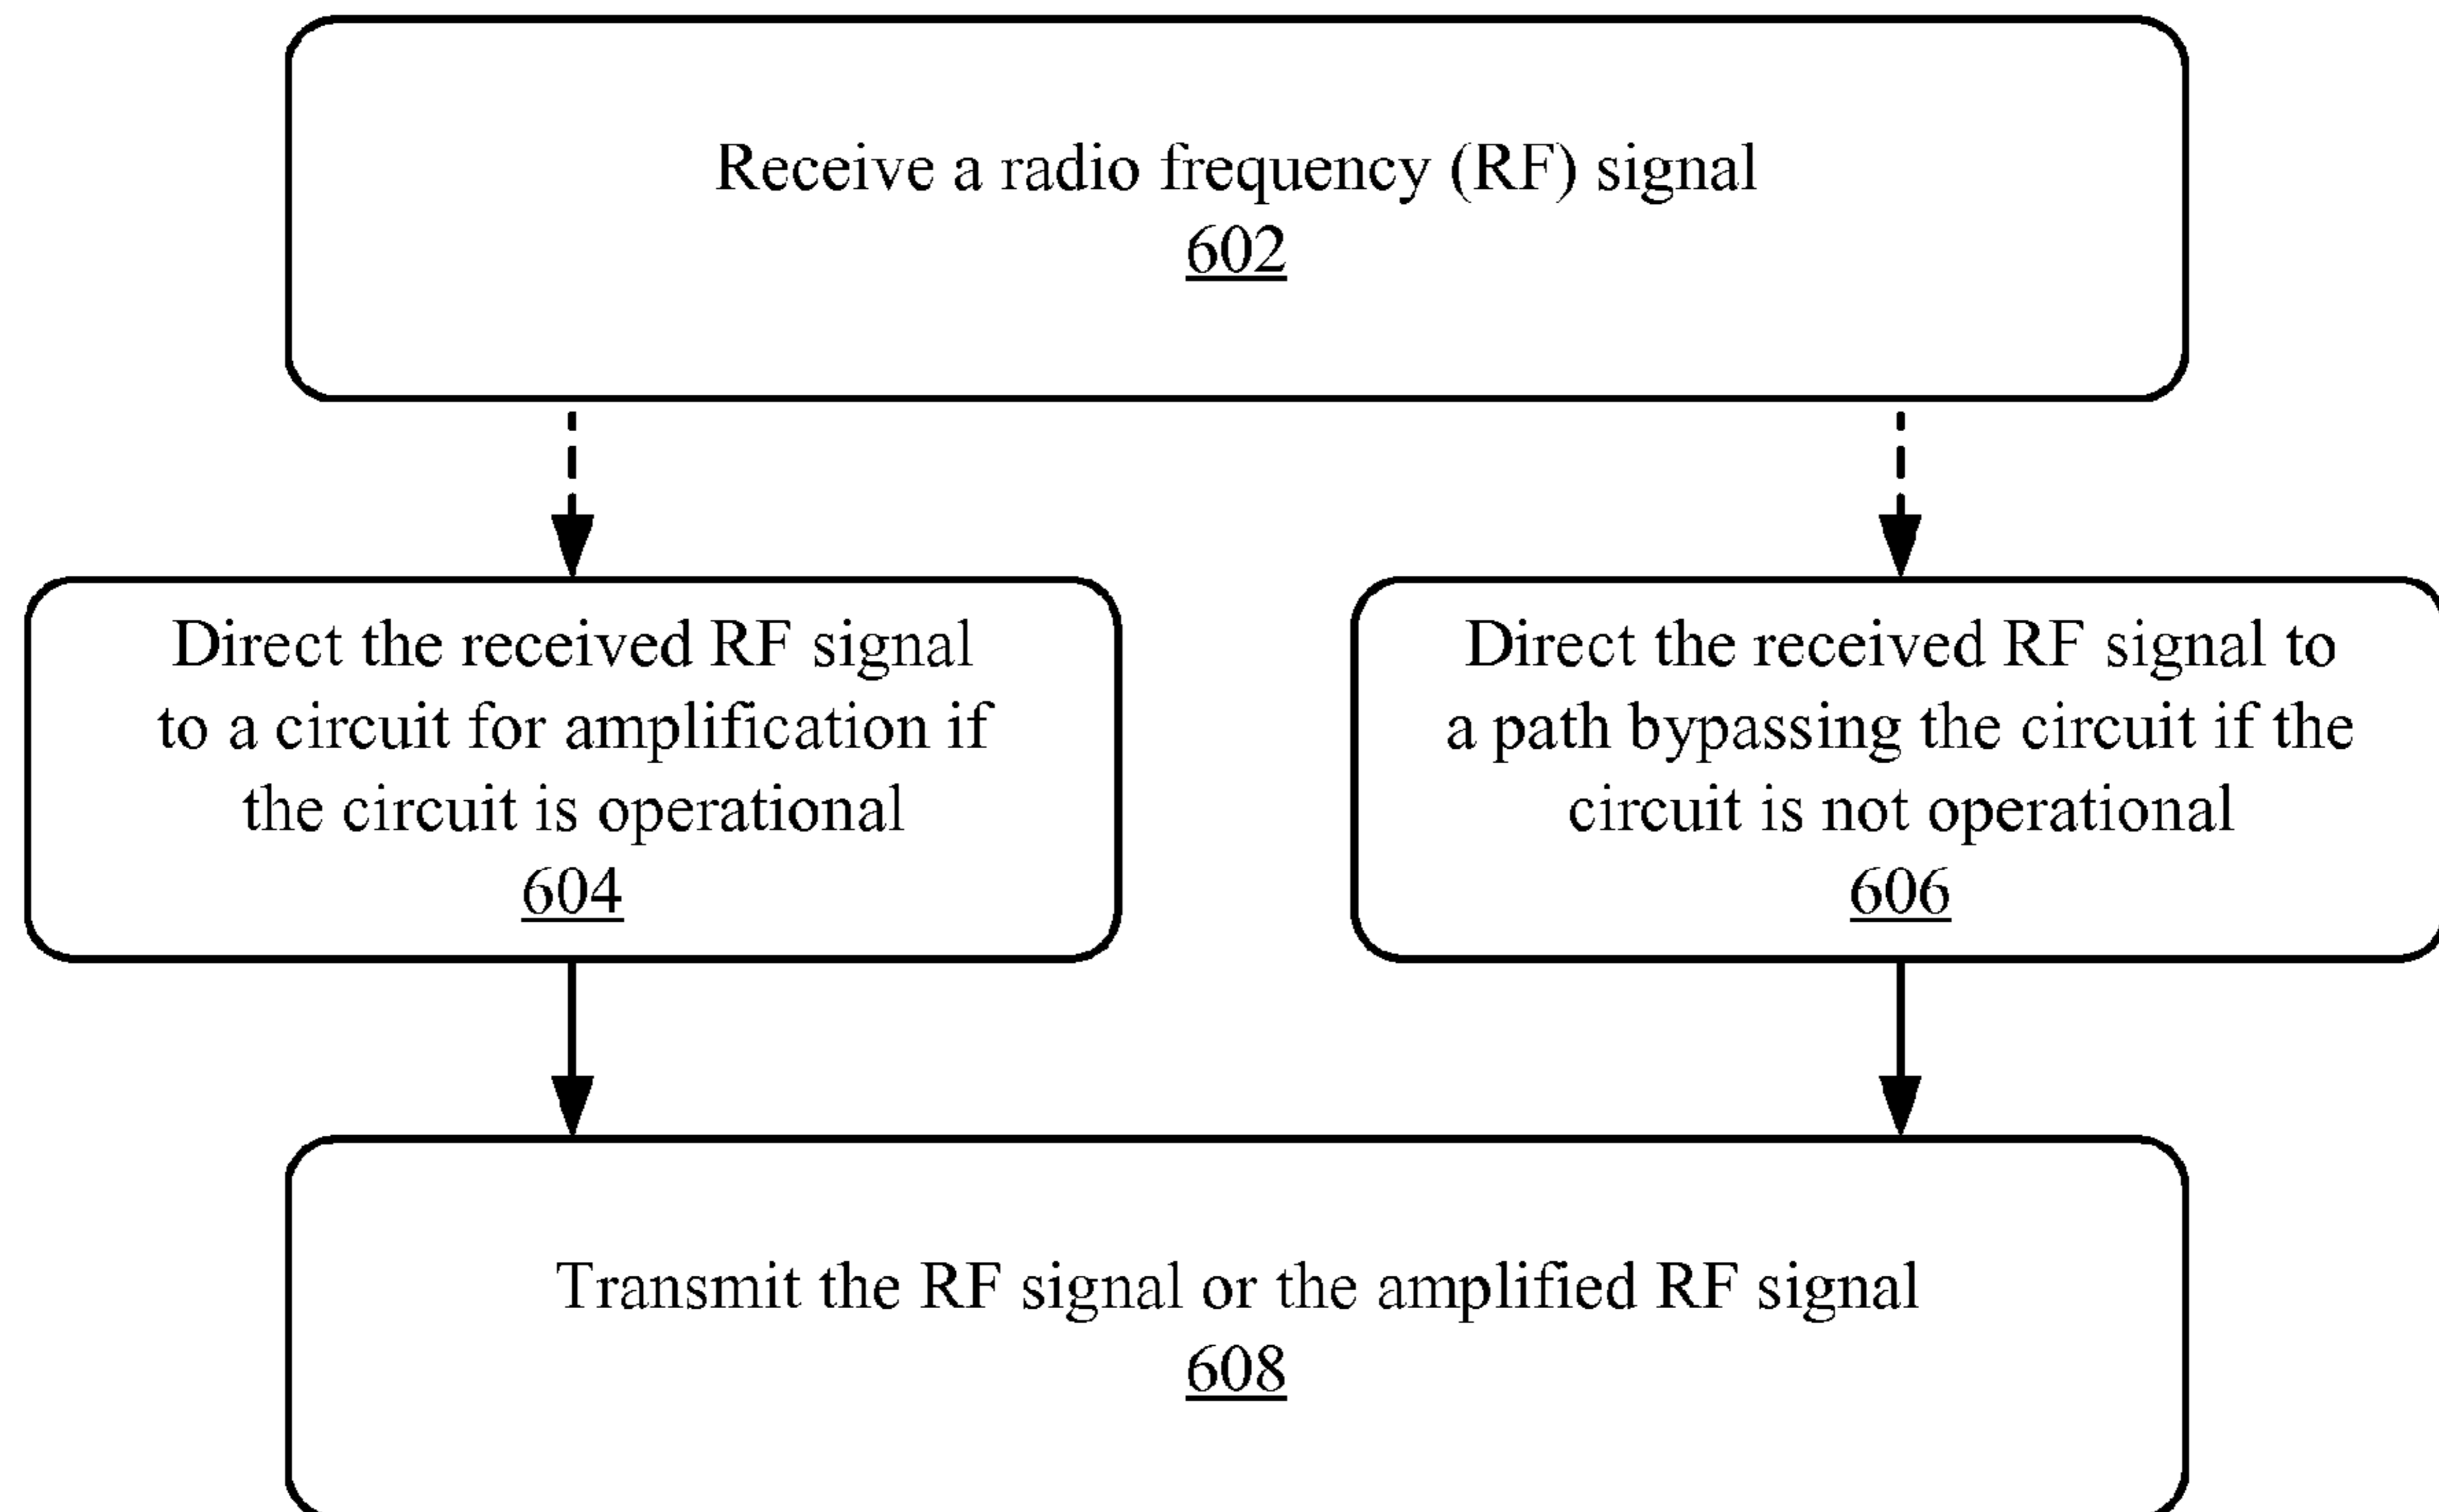 Receive a radio frequency (RF) signal
602
Direct the received RF signal
to a circuit for amplification if
the circuit is operational
604
Direct the received RF signal to
a path bypassing the circuit if the
circuit is not operational
606
Transmit the RF signal or the amplified RF signal
608